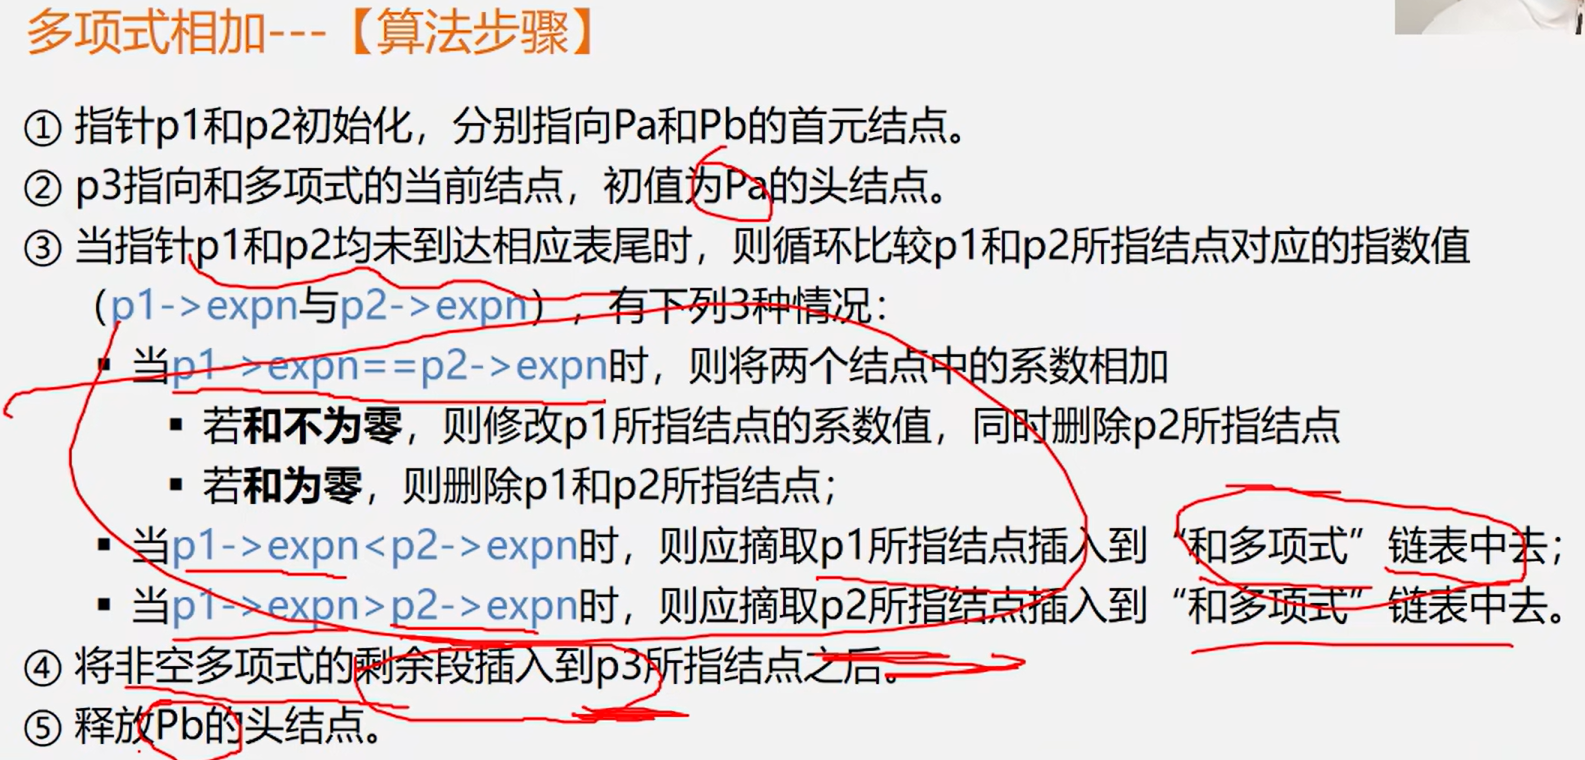 多项式相加---【算法步骤】
① 指针p1和p2初始化，分别指向Pa和Pb的首元结点。
② p3指向和多项式的当前结点，初值为Pa的头结点。
③ 当指针p1和p2均未到达相应表尾时，则循环比较p1和p2所指结点对应的指数值
（p1->expn与p2->expn），有下列3种情况：
▪ 当p1->expn==p2->expn时，则将两个结点中的系数相加
▪ 若和不为零，则修改p1所指结点的系数值，同时删除p2所指结点
▪ 若和为零，则删除p1和p2所指结点；
▪ 当p1->expn<p2->expn时，则应摘取p1所指结点插入到“和多项式”链表中去；
▪ 当p1->expn>p2->expn时，则应摘取p2所指结点插入到“和多项式”链表中去。
④ 将非空多项式的剩余段插入到p3所指结点之后。
⑤ 释放Pb的头结点。